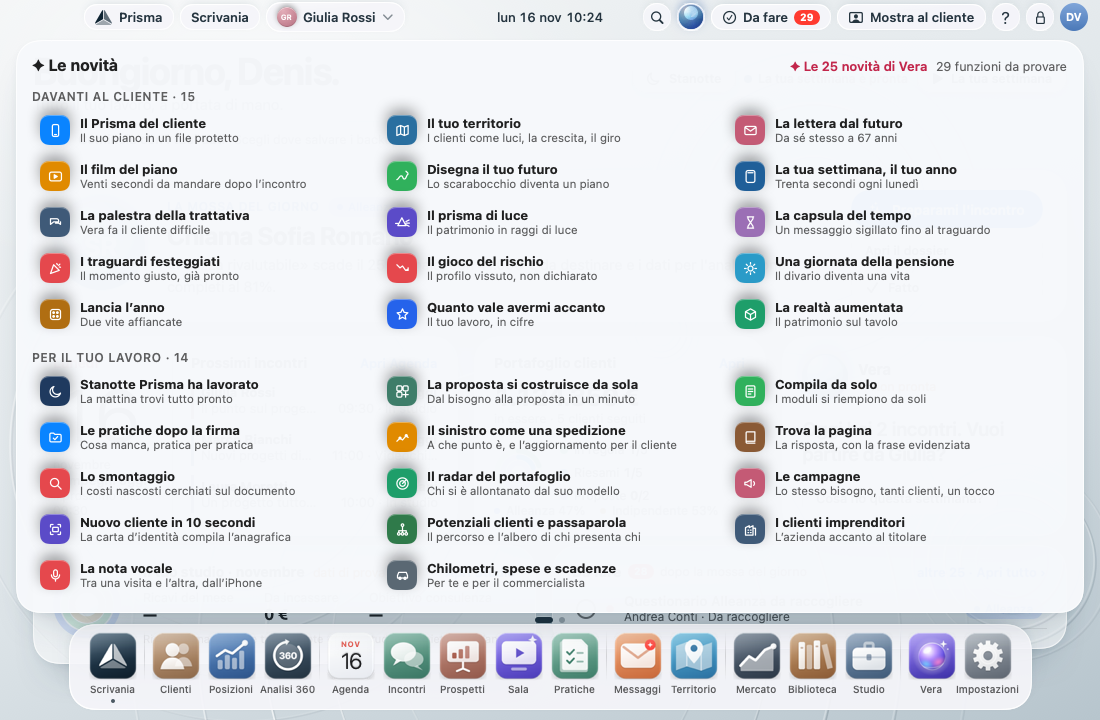 Prisma
Scrivania
GR Giulia Rossi
lun 16 nov 10:24
Da fare 29
Mostra al cliente
?
DV
Le novità
Le 25 novità di Vera 29 funzioni da provare
DAVANTI AL CLIENTE · 15
Il Prisma del cliente
Il suo piano in un file protetto
Il tuo territorio
I clienti come luci, la crescita, il giro
La lettera dal futuro
Da sé stesso a 67 anni
Il film del piano
Venti secondi da mandare dopo l'incontro
Disegna il tuo futuro
Lo scarabocchio diventa un piano
La tua settimana, il tuo anno
Trenta secondi ogni lunedì
La palestra della trattativa
Vera fa il cliente difficile
Il prisma di luce
Il patrimonio in raggi di luce
La capsula del tempo
Un messaggio sigillato fino al traguardo
I traguardi festeggiati
Il momento giusto, già pronto
Il gioco del rischio
Il profilo vissuto, non dichiarato
Una giornata della pensione
Il divario diventa una vita
Lancia l'anno
Due vite affiancate
Quanto vale avermi accanto
Il tuo lavoro, in cifre
La realtà aumentata
Il patrimonio sul tavolo
PER IL TUO LAVORO · 14
Stanotte Prisma ha lavorato
La mattina trovi tutto pronto
La proposta si costruisce da sola
Dal bisogno alla proposta in un minuto
Compila da solo
I moduli si riempiono da soli
Le pratiche dopo la firma
Cosa manca, pratica per pratica
Il sinistro come una spedizione
A che punto è, e l'aggiornamento per il cliente
Trova la pagina
La risposta, con la frase evidenziata
Lo smontaggio
I costi nascosti cerchiati sul documento
Il radar del portafoglio
Chi si è allontanato dal suo modello
Le campagne
Lo stesso bisogno, tanti clienti, un tocco
Nuovo cliente in 10 secondi
La carta d'identità compila l'anagrafica
Potenziali clienti e passaparola
Il percorso e l'albero di chi presenta chi
I clienti imprenditori
L'azienda accanto al titolare
La nota vocale
Tra una visita e l'altra, dall'iPhone
Chilometri, spese e scadenze
Per te e per il commercialista
— 0 € —
Andrea Conti · Da raccogliere
360
NOV
16
Scrivania
Clienti
Posizioni
Analisi 360
Agenda
Incontri
Prospetti
Sala
Pratiche
Messaggi
Territorio
Mercato
Biblioteca
Studio
Vera
Impostazioni